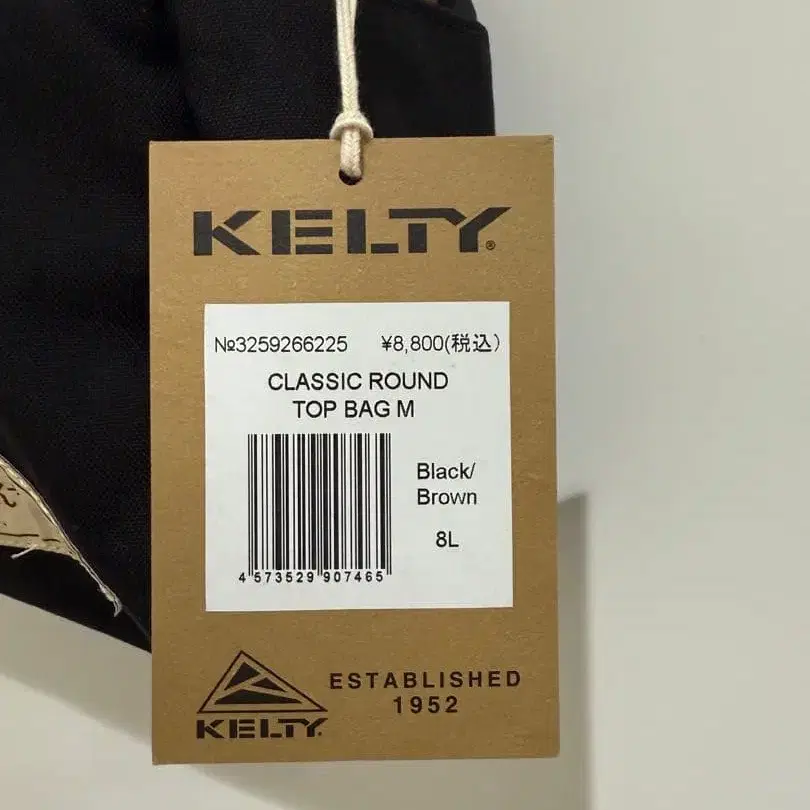 KELTY®
№3259266225 ¥8,800(税込)
CLASSIC ROUND
TOP BAG M
Black/
Brown
8L
4 573529 907465
ESTABLISHED
1952
KELTY.